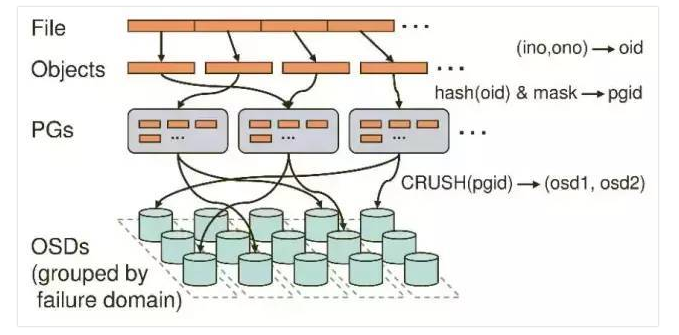 File
...
(ino,ono) → oid
Objects
...
hash(oid) & mask → pgid
PGs
...
...
...
...
CRUSH(pgid) → (osd1, osd2)
OSDs
(grouped by
failure domain)